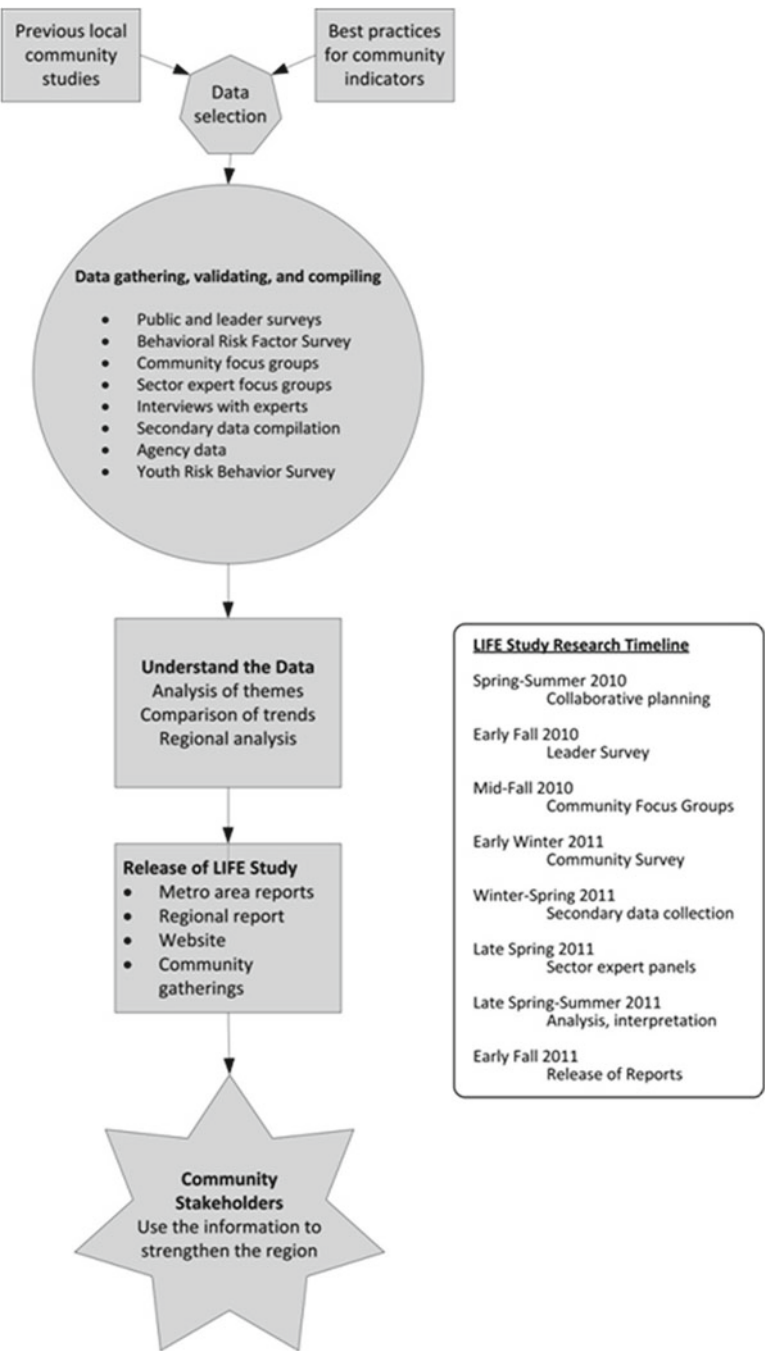 Previous local
community
studies
Best practices
for community
indicators
Data
selection
Data gathering, validating, and compiling
• Public and leader surveys
• Behavioral Risk Factor Survey
• Community focus groups
• Sector expert focus groups
• Interviews with experts
• Secondary data compilation
• Agency data
• Youth Risk Behavior Survey
Understand the Data
Analysis of themes
Comparison of trends
Regional analysis
Release of LIFE Study
• Metro area reports
• Regional report
• Website
• Community
gatherings
Community
Stakeholders
Use the information to
strengthen the region
LIFE Study Research Timeline
Spring-Summer 2010
Collaborative planning
Early Fall 2010
Leader Survey
Mid-Fall 2010
Community Focus Groups
Early Winter 2011
Community Survey
Winter-Spring 2011
Secondary data collection
Late Spring 2011
Sector expert panels
Late Spring-Summer 2011
Analysis, interpretation
Early Fall 2011
Release of Reports